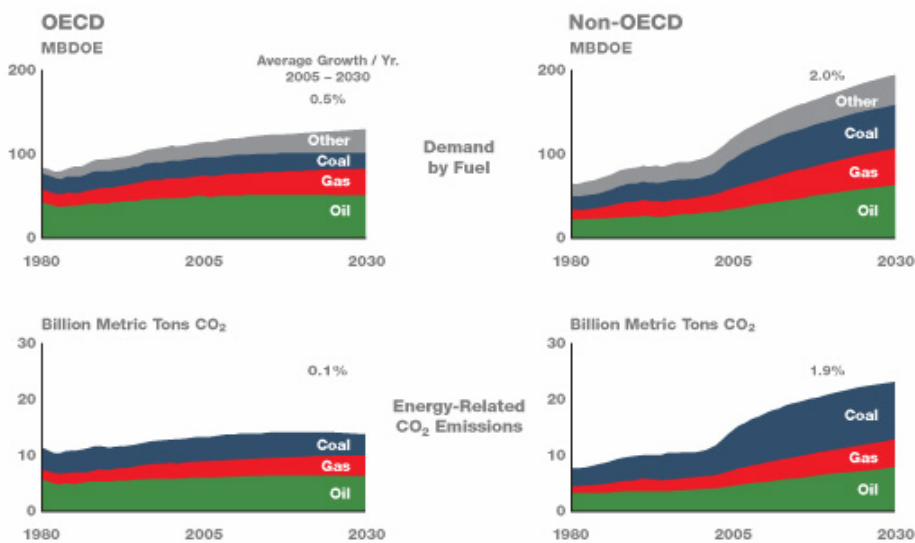 OECD
MBDOE
Average Growth / Yr.
2005 – 2030
0.5%
200
100
0
Other
Coal
Gas
Oil
1980
2005
2030
Demand
by Fuel
Non-OECD
MBDOE
2.0%
200
100
0
Other
Coal
Gas
Oil
1980
2005
2030
Billion Metric Tons CO₂
0.1%
30
20
10
0
Coal
Gas
Oil
1980
2005
2030
Energy-Related
CO₂ Emissions
Billion Metric Tons CO₂
1.9%
30
20
10
0
Coal
Gas
Oil
1980
2005
2030